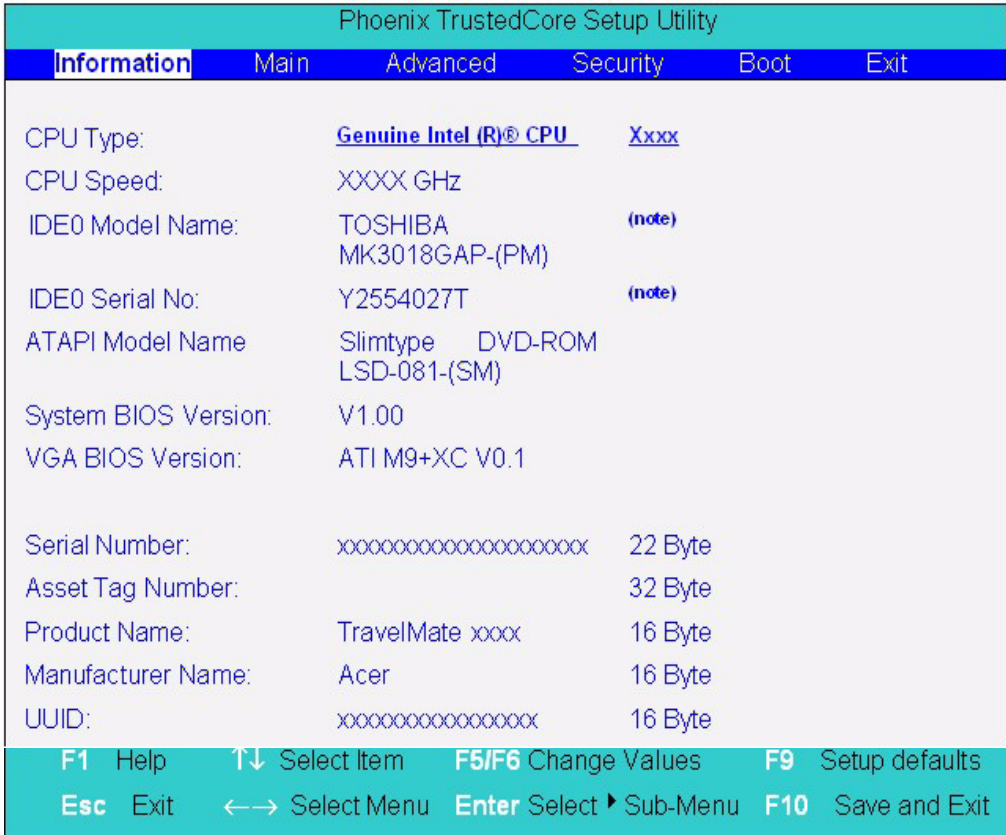 Phoenix TrustedCore Setup Utility
Information Main Advanced Security Boot Exit
CPU Type: Genuine Intel (R)® CPU Xxxx
CPU Speed: XXXX GHz
IDE0 Model Name: TOSHIBA (note)
MK3018GAP-(PM)
IDE0 Serial No: Y2554027T (note)
ATAPI Model Name Slimtype DVD-ROM
LSD-081-(SM)
System BIOS Version: V1.00
VGA BIOS Version: ATI M9+XC V0.1
Serial Number: xxxxxxxxxxxxxxxxxxxx 22 Byte
Asset Tag Number: 32 Byte
Product Name: TravelMate xxxx 16 Byte
Manufacturer Name: Acer 16 Byte
UUID: xxxxxxxxxxxxxxxx 16 Byte
F1 Help ↑↓ Select Item F5/F6 Change Values F9 Setup defaults
Esc Exit ←→ Select Menu Enter Select ▸ Sub-Menu F10 Save and Exit